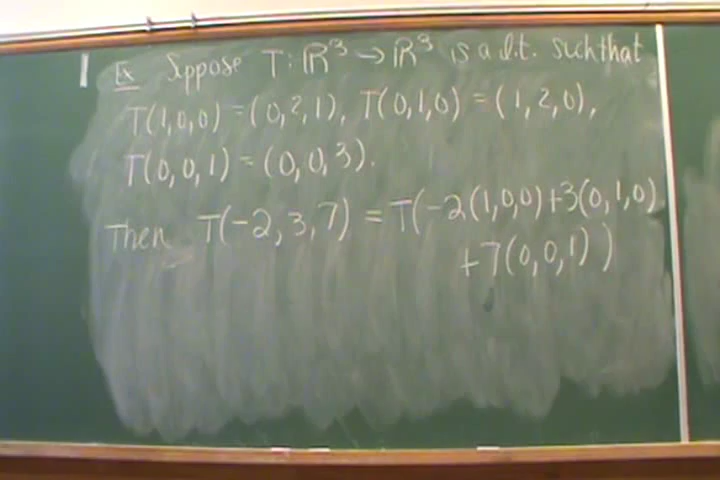 Ex Suppose T: ℝ³ → ℝ³ is a l.t. such that
T(1,0,0) = (0,2,1), T(0,1,0) = (1,2,0),
T(0,0,1) = (0,0,3).
Then T(-2,3,7) = T(-2(1,0,0)+3(0,1,0)
+7(0,0,1))